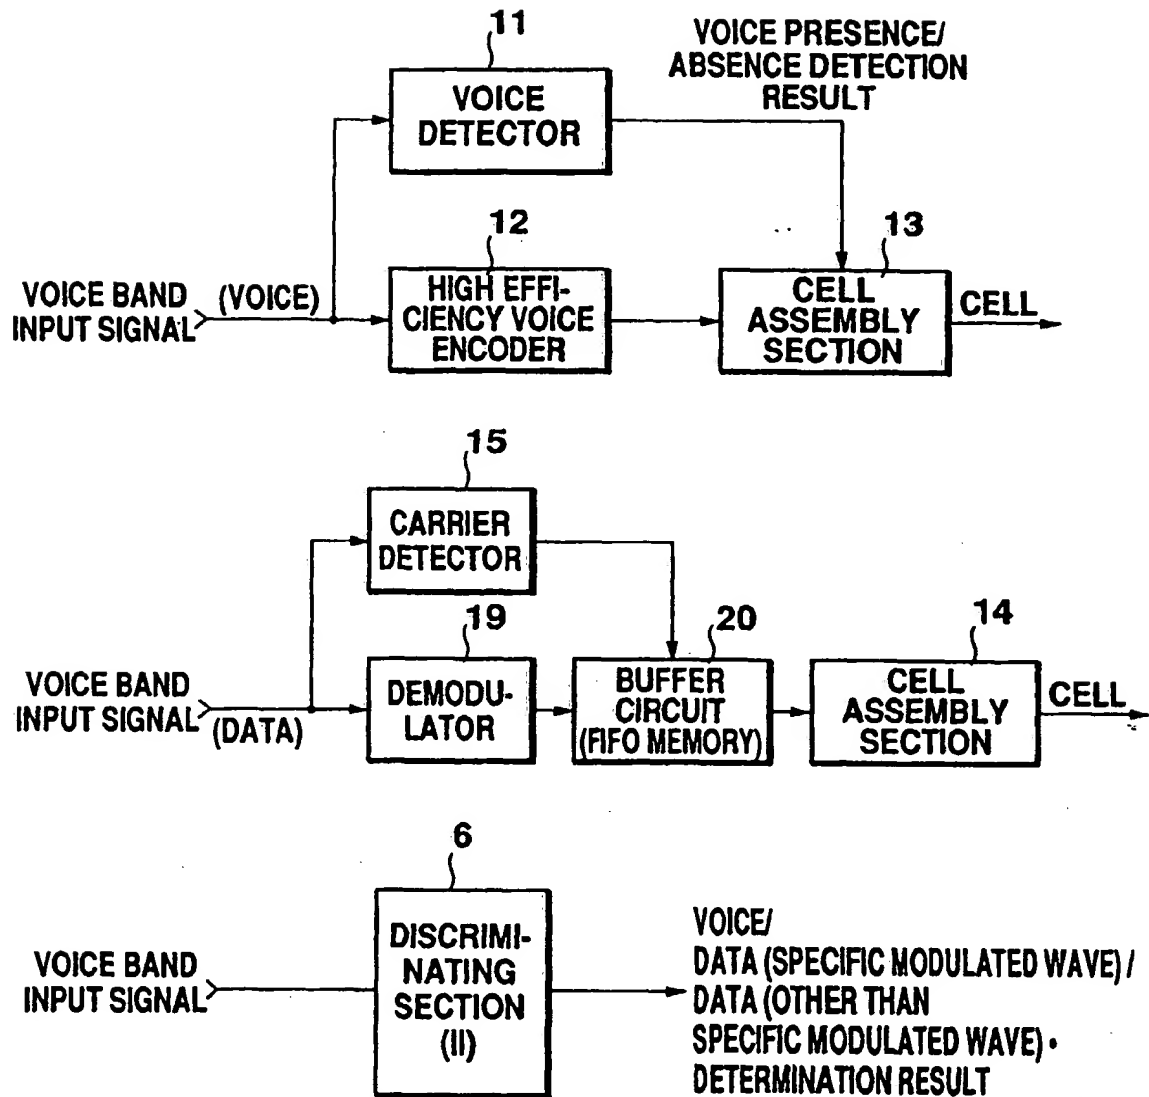 11
VOICE PRESENCE/
ABSENCE DETECTION
RESULT
VOICE
DETECTOR
12
13
VOICE BAND
INPUT SIGNAL
(VOICE)
HIGH EFFI-
CIENCY VOICE
ENCODER
CELL
ASSEMBLY
SECTION
CELL
15
CARRIER
DETECTOR
19
20
14
VOICE BAND
INPUT SIGNAL
(DATA)
DEMODU-
LATOR
BUFFER
CIRCUIT
(FIFO MEMORY)
CELL
ASSEMBLY
SECTION
CELL
6
VOICE BAND
INPUT SIGNAL
DISCRIMI-
NATING
SECTION
(II)
VOICE/
DATA (SPECIFIC MODULATED WAVE) /
DATA (OTHER THAN
SPECIFIC MODULATED WAVE) •
DETERMINATION RESULT